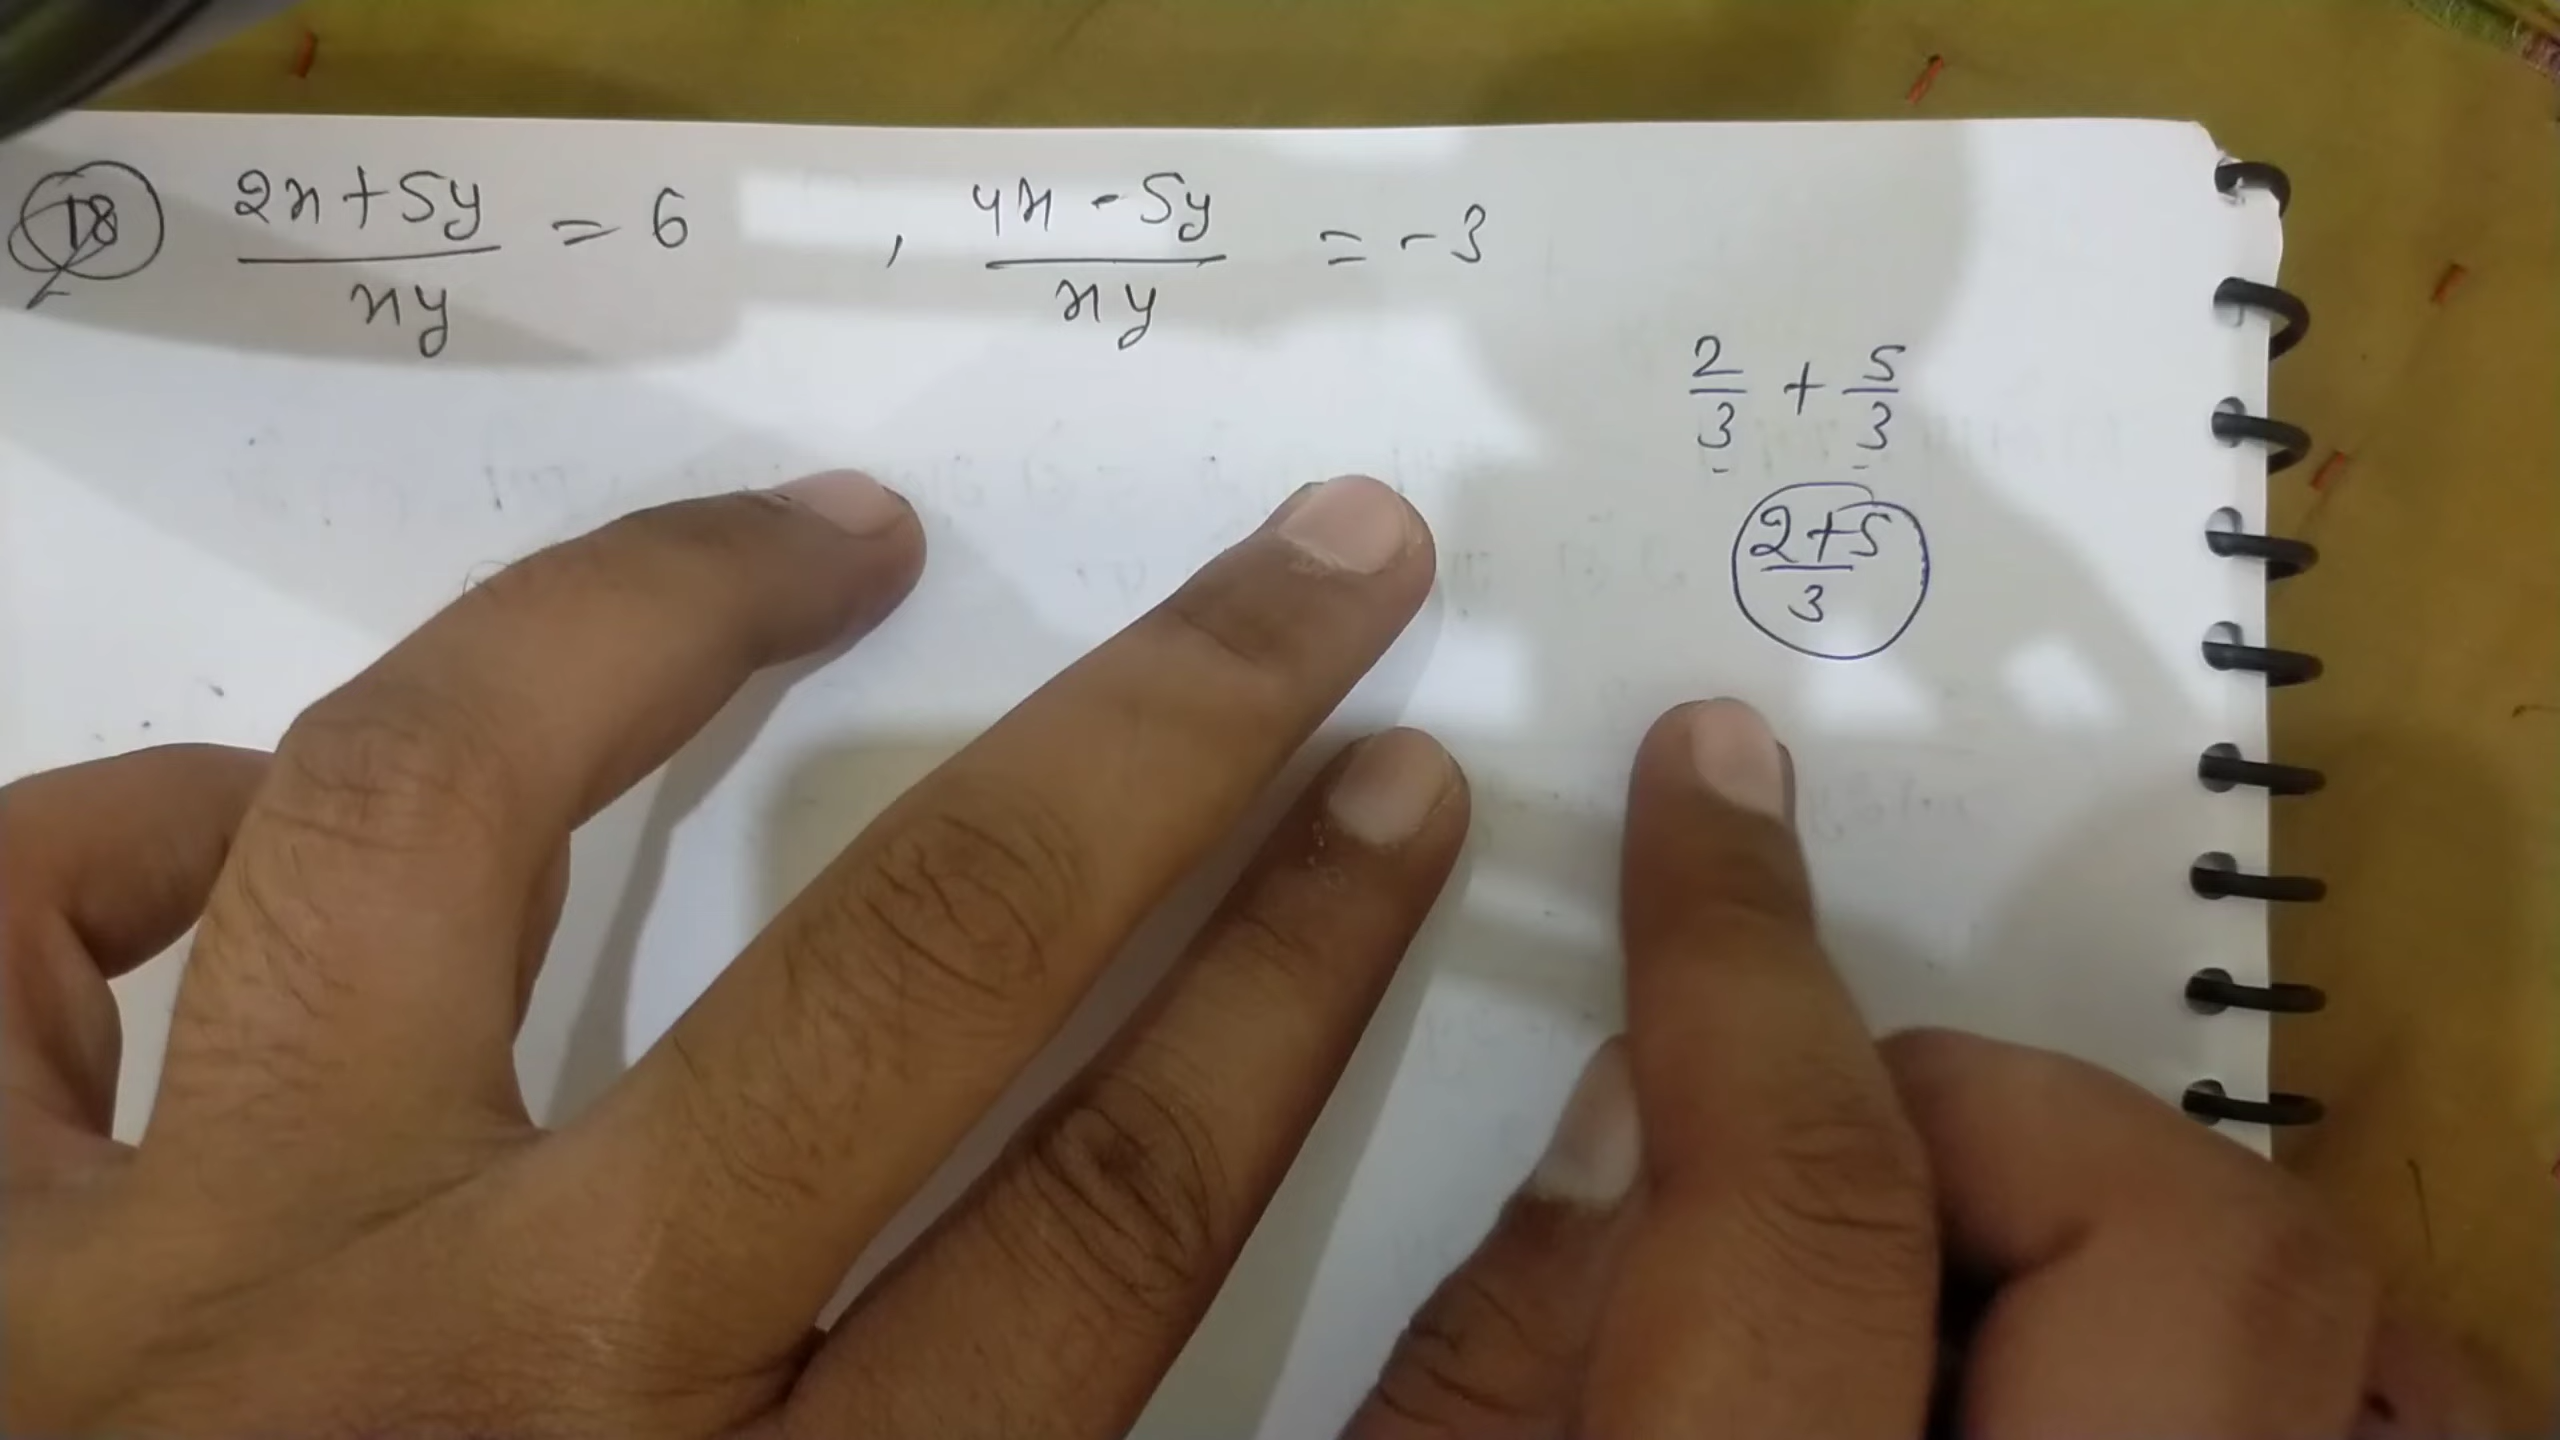 18 (2x+5y)/(xy) = 6 , (4x-5y)/(xy) = -3
2/3 + 5/3
(2+5)/3